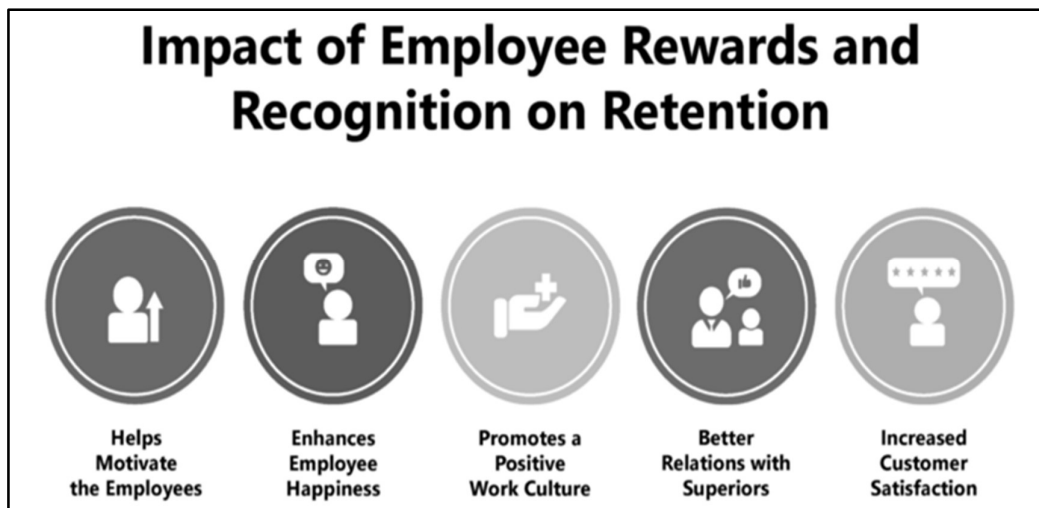 Impact of Employee Rewards and
Recognition on Retention
Helps
Motivate
the Employees
Enhances
Employee
Happiness
Promotes a
Positive
Work Culture
Better
Relations with
Superiors
Increased
Customer
Satisfaction